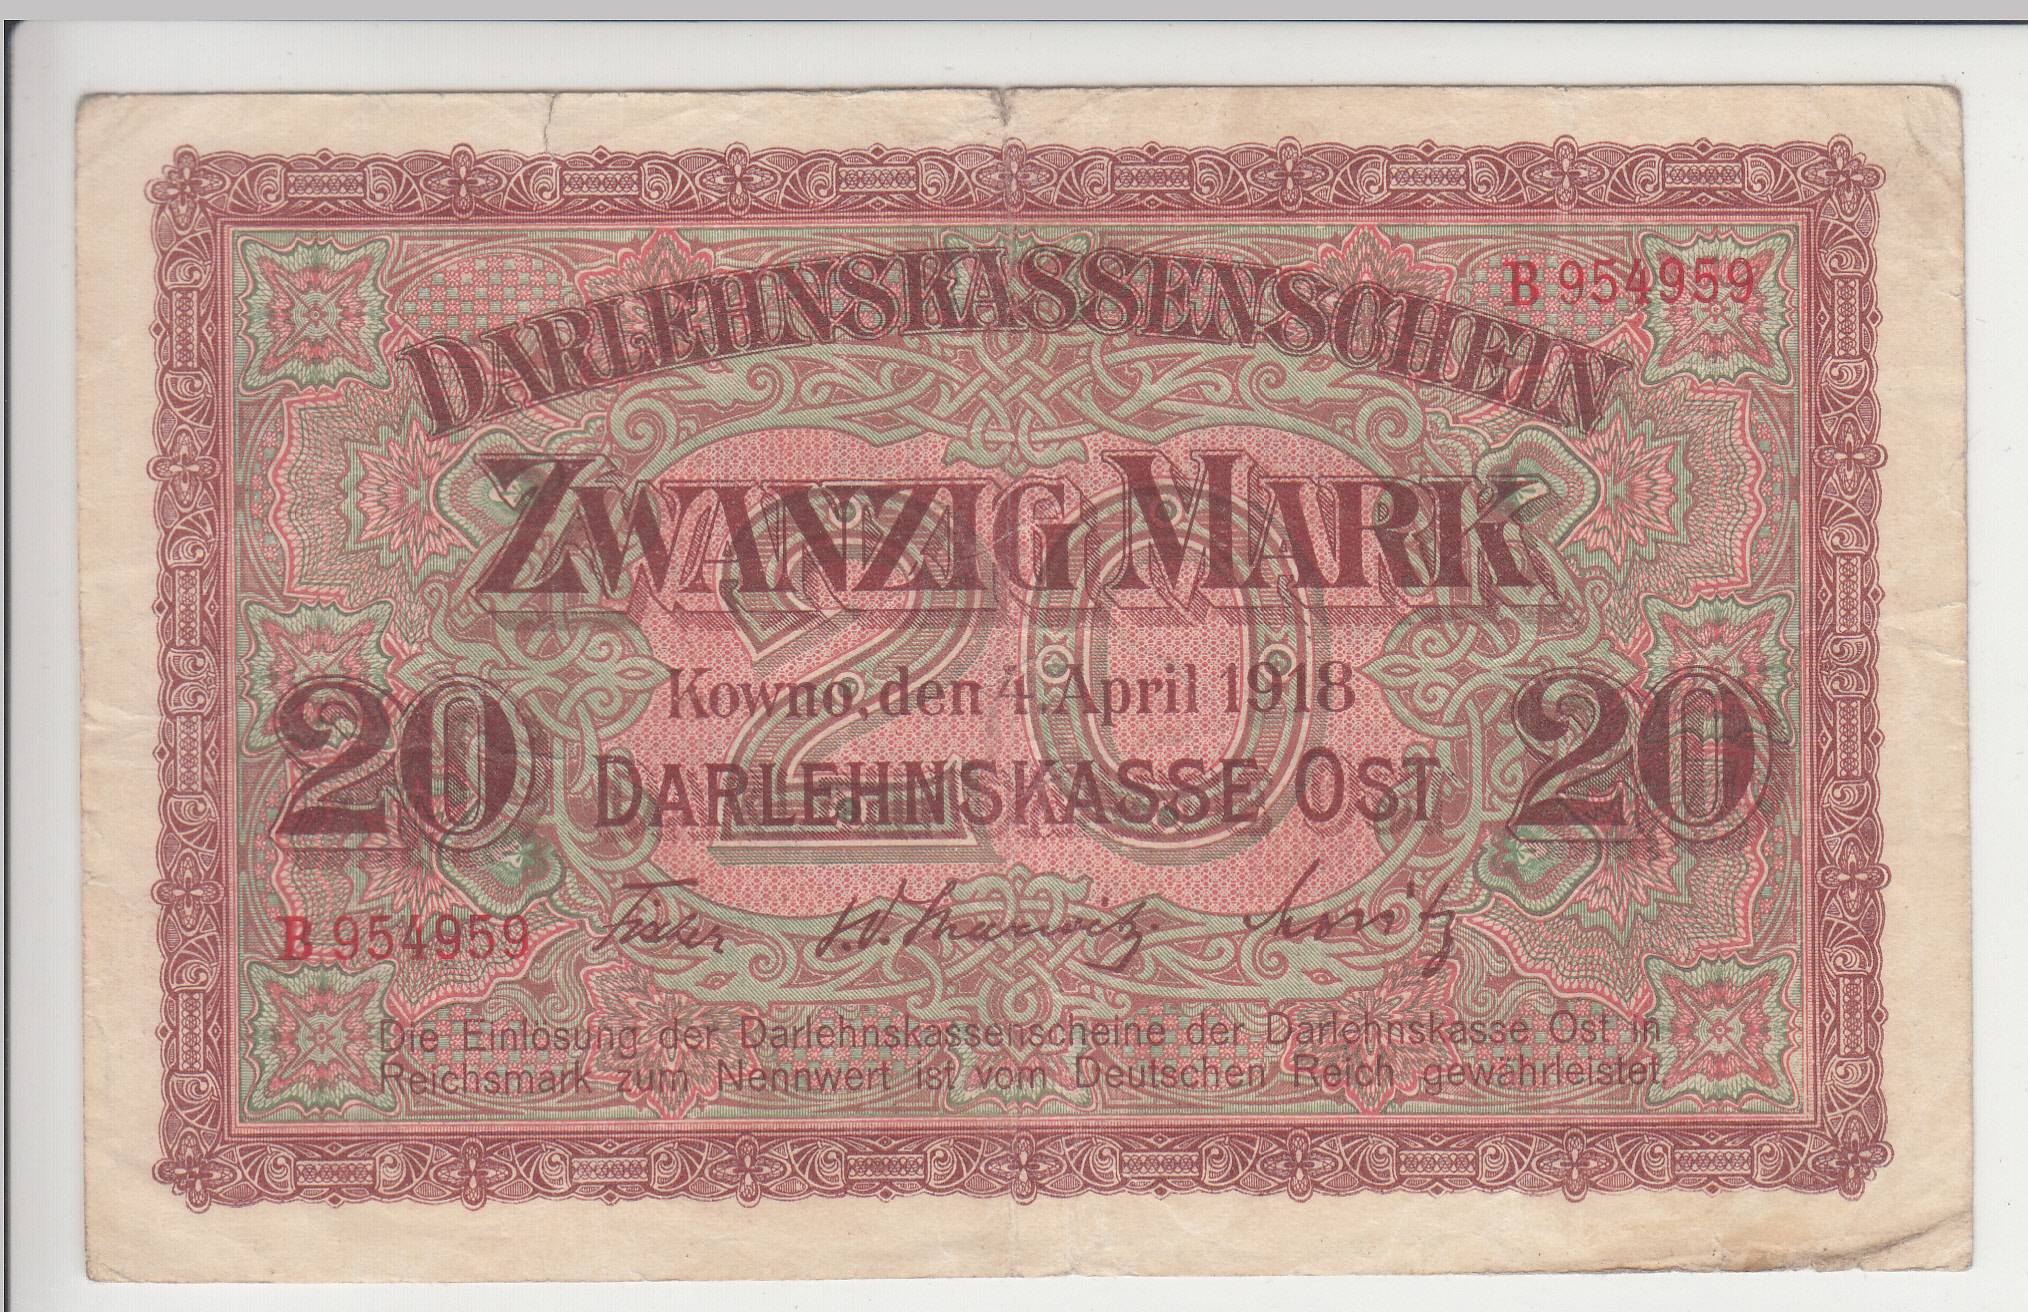 B 954959
DARLEHNSKASSENSCHEIN
ZWANZIG MARK
20
Kowno, den 4. April 1918
20 20
DARLEHNSKASSE OST
B 954959
Die Einlösung der Darlehnskassenscheine der Darlehnskasse Ost in
Reichsmark zum Nennwert ist vom Deutschen Reich gewährleistet